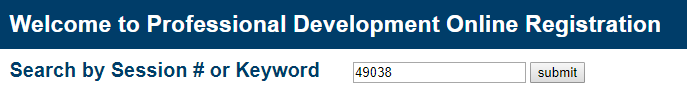 Welcome to Professional Development Online Registration
Search by Session # or Keyword 49038 submit